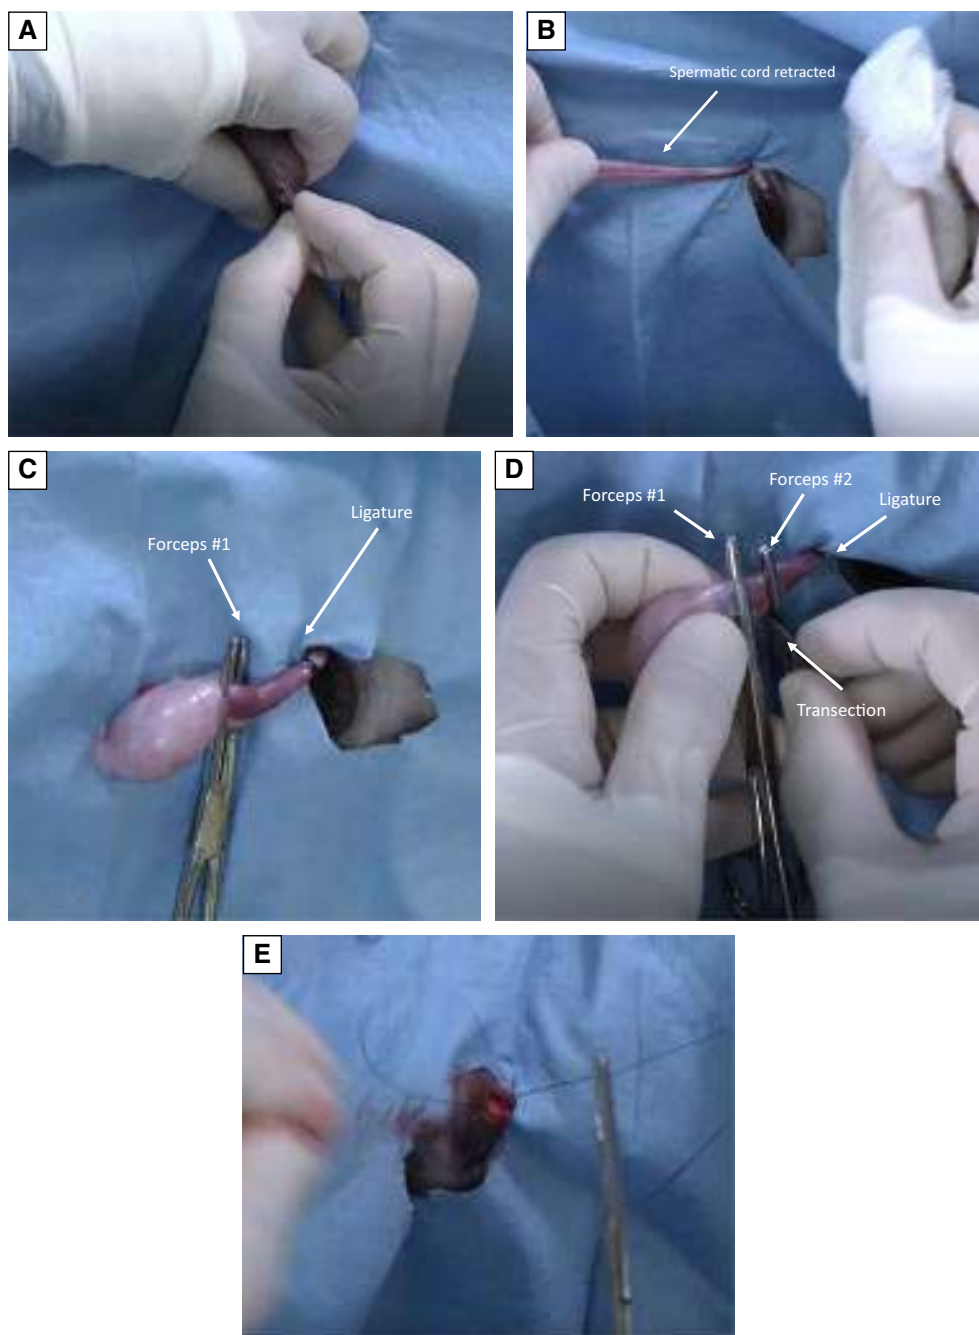 A
B
Spermatic cord retracted
C
Forceps #1
Ligature
D
Forceps #1
Forceps #2
Ligature
Transection
E